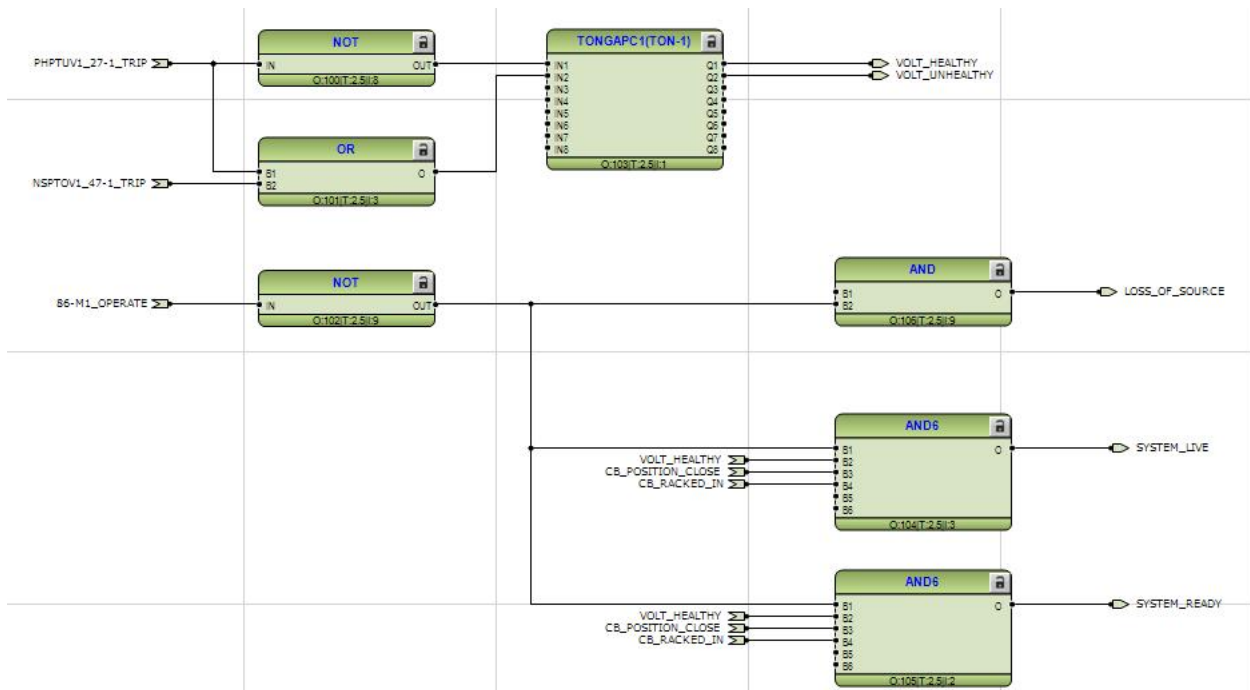 NOT
TONGAPC1(TON-1)
PHPTUV1_27-1_TRIP
IN
OUT
O:100|T:2.5|I:8
IN1
IN2
IN3
IN4
IN5
IN6
IN7
IN8
Q1
Q2
Q3
Q4
Q5
Q6
Q7
Q8
O:103|T:2.5|I:1
VOLT_HEALTHY
VOLT_UNHEALTHY
OR
NSPTOV1_47-1_TRIP
B1
B2
O
O:101|T:2.5|I:3
NOT
86-M1_OPERATE
IN
OUT
O:102|T:2.5|I:9
AND
B1
B2
O
O:106|T:2.5|I:9
LOSS_OF_SOURCE
AND6
VOLT_HEALTHY
CB_POSITION_CLOSE
CB_RACKED_IN
B1
B2
B3
B4
B5
B6
O
O:104|T:2.5|I:3
SYSTEM_LIVE
AND6
VOLT_HEALTHY
CB_POSITION_CLOSE
CB_RACKED_IN
B1
B2
B3
B4
B5
B6
O
O:105|T:2.5|I:2
SYSTEM_READY